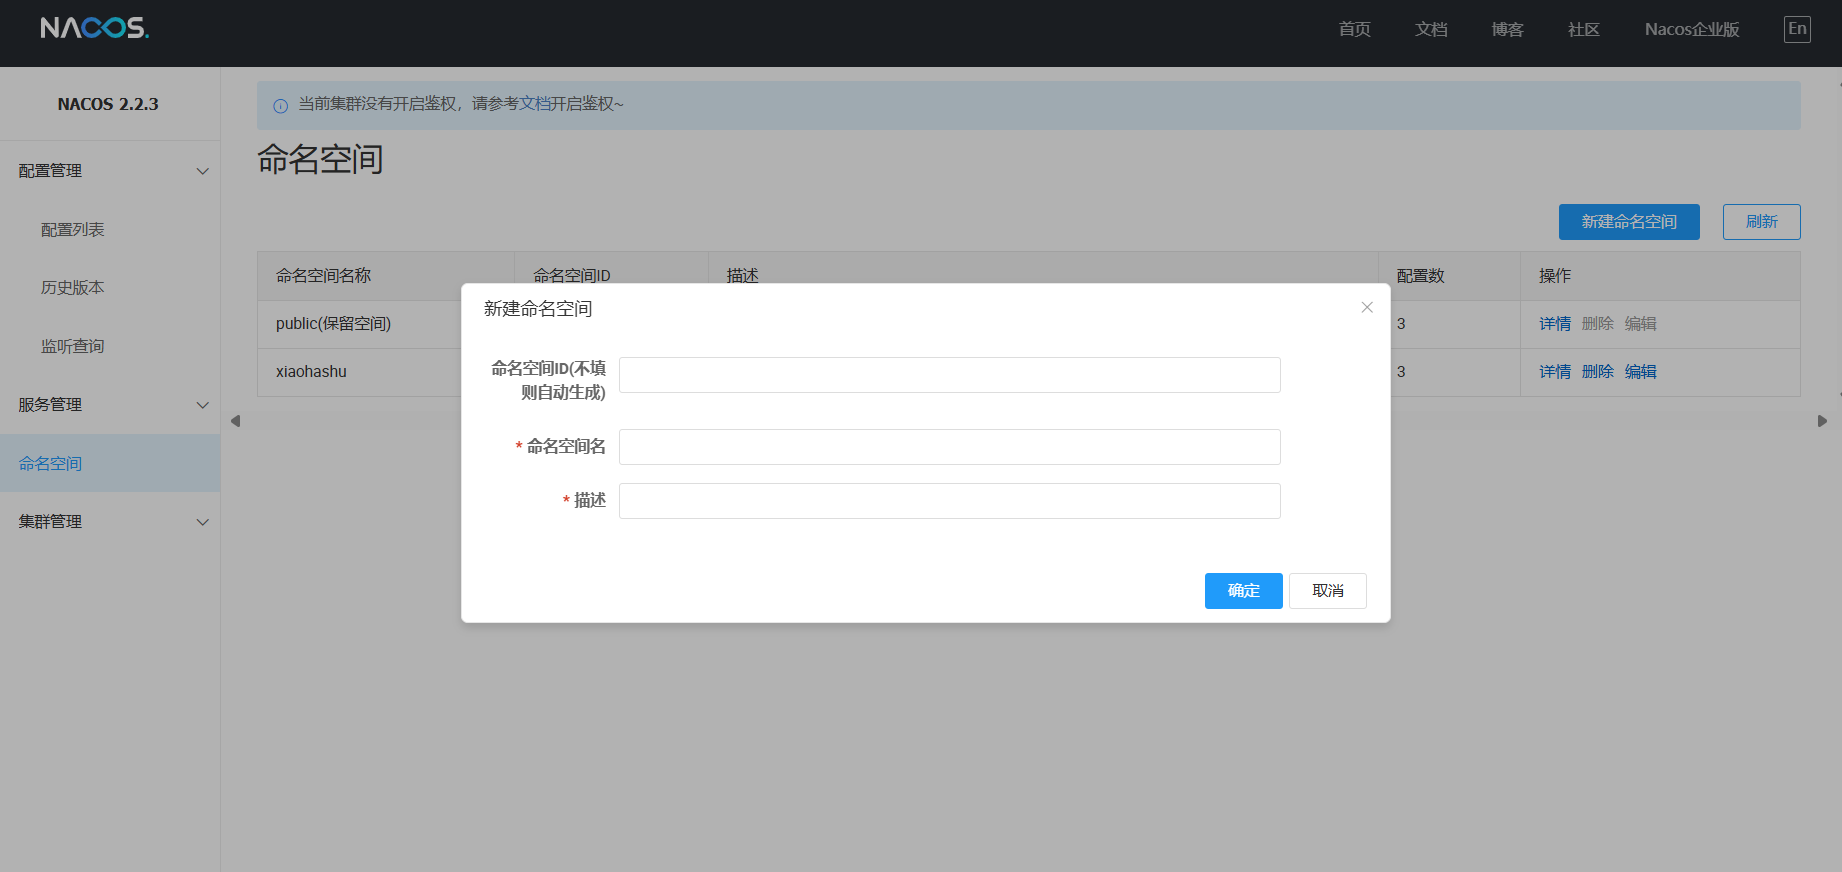 NACOS.
首页
文档
博客
社区
Nacos企业版
En
NACOS 2.2.3
配置管理
配置列表
历史版本
监听查询
服务管理
命名空间
集群管理
当前集群没有开启鉴权，请参考文档开启鉴权~
命名空间
新建命名空间
刷新
命名空间名称
命名空间ID
描述
配置数
操作
public(保留空间)
3
详情 删除 编辑
xiaohashu
3
详情 删除 编辑
新建命名空间
命名空间ID(不填
则自动生成)
* 命名空间名
* 描述
确定
取消